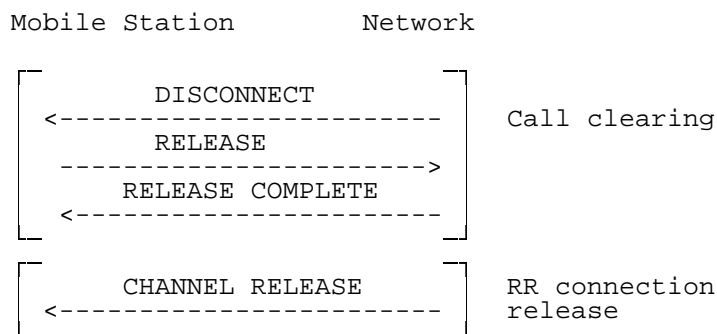 Mobile Station Network
DISCONNECT
<------------------------ Call clearing
RELEASE
----------------------->
RELEASE COMPLETE
<-----------------------
CHANNEL RELEASE RR connection
<------------------------ release